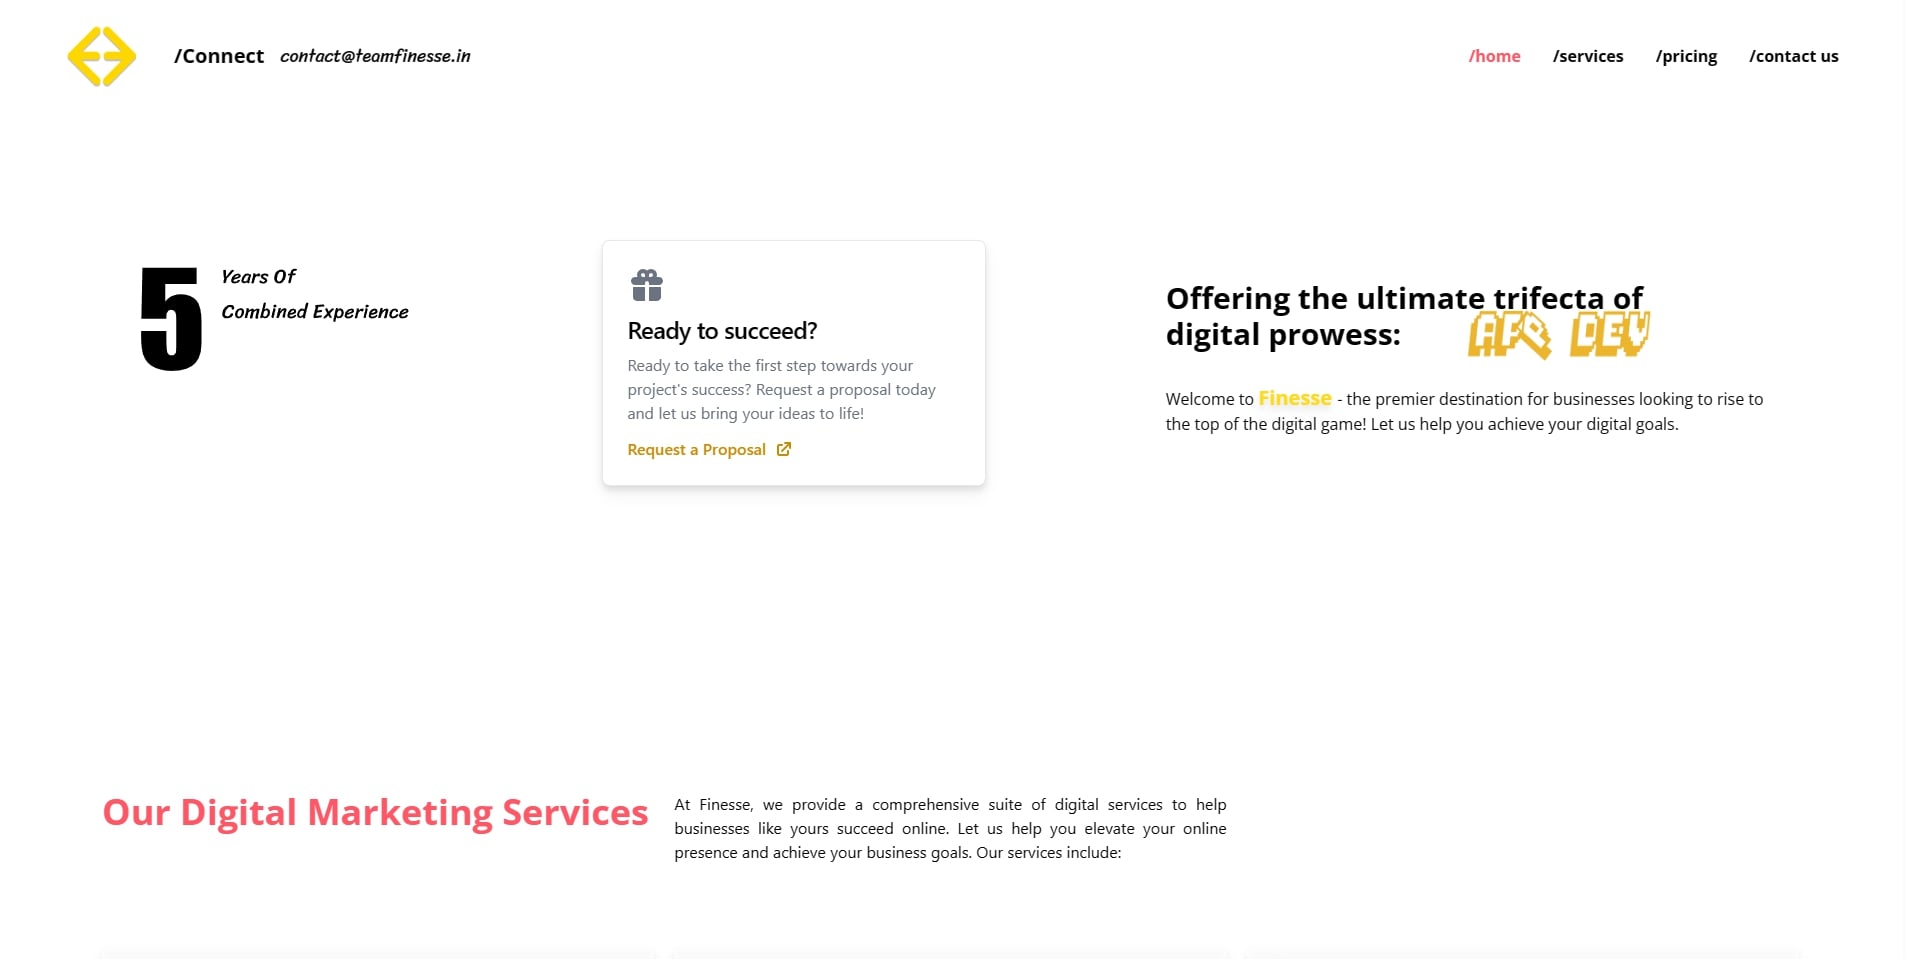 /Connect contact@teamfinesse.in
/home /services /pricing /contact us
5 Years Of
Combined Experience
Ready to succeed?
Ready to take the first step towards your
project's success? Request a proposal today
and let us bring your ideas to life!
Request a Proposal
Offering the ultimate trifecta of
digital prowess:
DEV
Welcome to Finesse - the premier destination for businesses looking to rise to
the top of the digital game! Let us help you achieve your digital goals.
Our Digital Marketing Services
At Finesse, we provide a comprehensive suite of digital services to help
businesses like yours succeed online. Let us help you elevate your online
presence and achieve your business goals. Our services include: